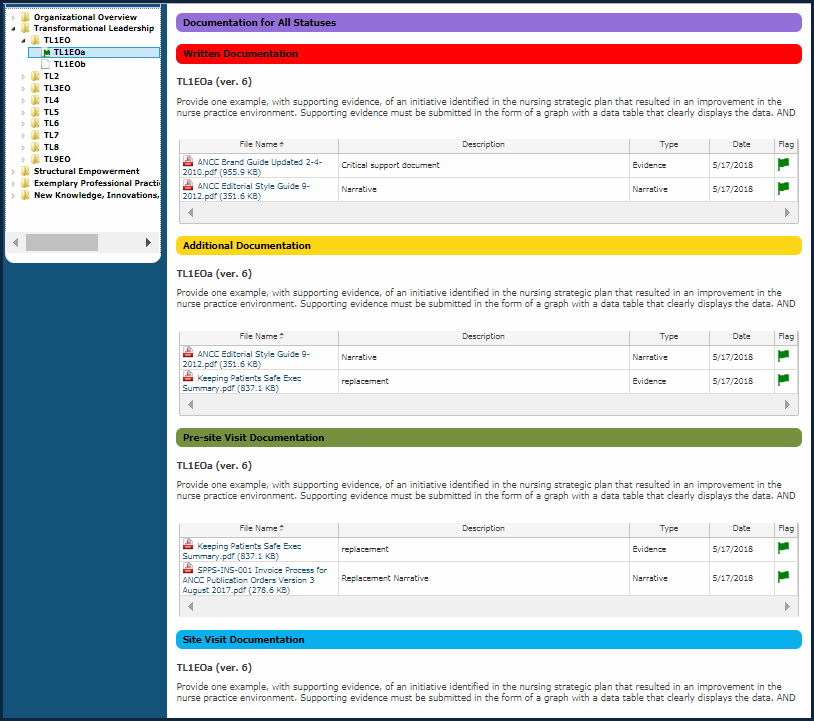 Organizational Overview
Transformational Leadership
TL1EO
TL1EOa
TL1EOb
TL2
TL3EO
TL4
TL5
TL6
TL7
TL8
TL9EO
Structural Empowerment
Exemplary Professional Practi
New Knowledge, Innovations,
Documentation for All Statuses
Written Documentation
TL1EOa (ver. 6)
Provide one example, with supporting evidence, of an initiative identified in the nursing strategic plan that resulted in an improvement in the
nurse practice environment. Supporting evidence must be submitted in the form of a graph with a data table that clearly displays the data. AND
File Name Description Type Date Flag
ANCC Brand Guide Updated 2-4-
2010.pdf (955.9 KB) Critical support document Evidence 5/17/2018
ANCC Editorial Style Guide 9-
2012.pdf (351.6 KB) Narrative Narrative 5/17/2018
Additional Documentation
TL1EOa (ver. 6)
Provide one example, with supporting evidence, of an initiative identified in the nursing strategic plan that resulted in an improvement in the
nurse practice environment. Supporting evidence must be submitted in the form of a graph with a data table that clearly displays the data. AND
File Name Description Type Date Flag
ANCC Editorial Style Guide 9-
2012.pdf (351.6 KB) Narrative Narrative 5/17/2018
Keeping Patients Safe Exec
Summary.pdf (837.1 KB) replacement Evidence 5/17/2018
Pre-site Visit Documentation
TL1EOa (ver. 6)
Provide one example, with supporting evidence, of an initiative identified in the nursing strategic plan that resulted in an improvement in the
nurse practice environment. Supporting evidence must be submitted in the form of a graph with a data table that clearly displays the data. AND
File Name Description Type Date Flag
Keeping Patients Safe Exec
Summary.pdf (837.1 KB) replacement Evidence 5/17/2018
SPPS-INS-001 Invoice Process for
ANCC Publication Orders Version 3 Replacement Narrative Narrative 5/17/2018
August 2017.pdf (278.6 KB)
Site Visit Documentation
TL1EOa (ver. 6)
Provide one example, with supporting evidence, of an initiative identified in the nursing strategic plan that resulted in an improvement in the
nurse practice environment. Supporting evidence must be submitted in the form of a graph with a data table that clearly displays the data. AND